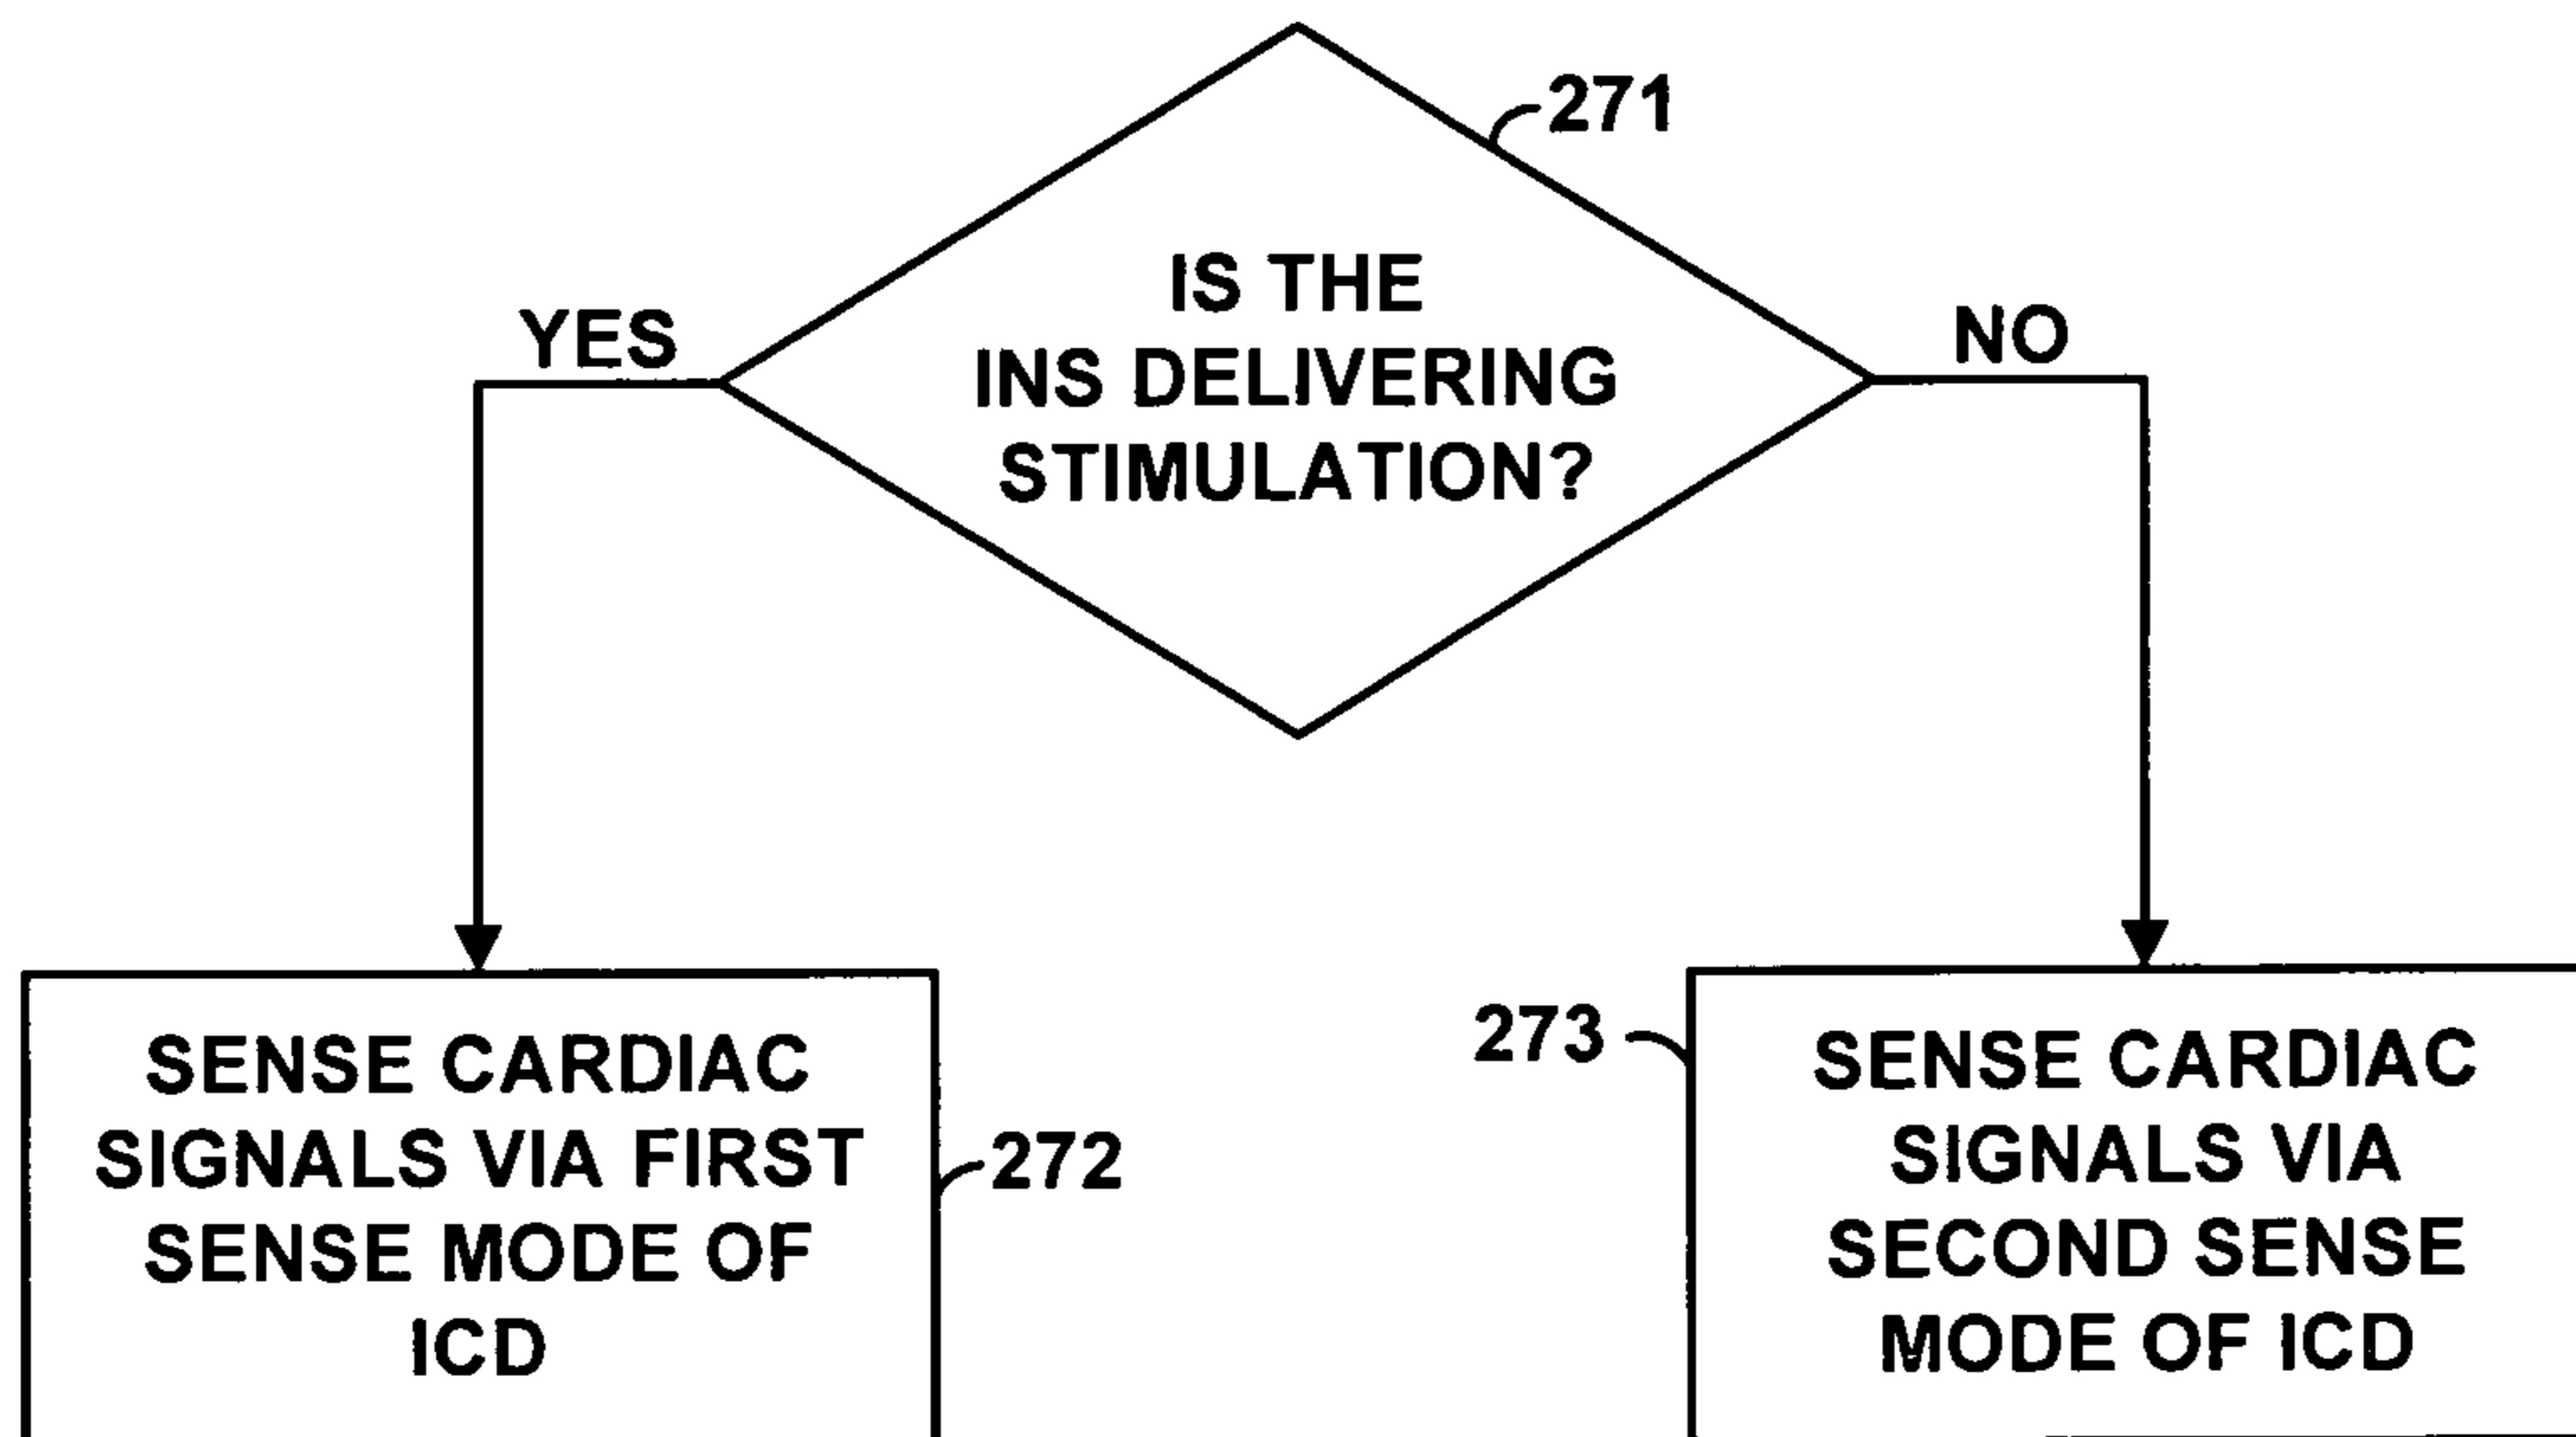 271
IS THE
INS DELIVERING
STIMULATION?
YES
NO
SENSE CARDIAC
SIGNALS VIA FIRST
SENSE MODE OF
ICD
272
273
SENSE CARDIAC
SIGNALS VIA
SECOND SENSE
MODE OF ICD